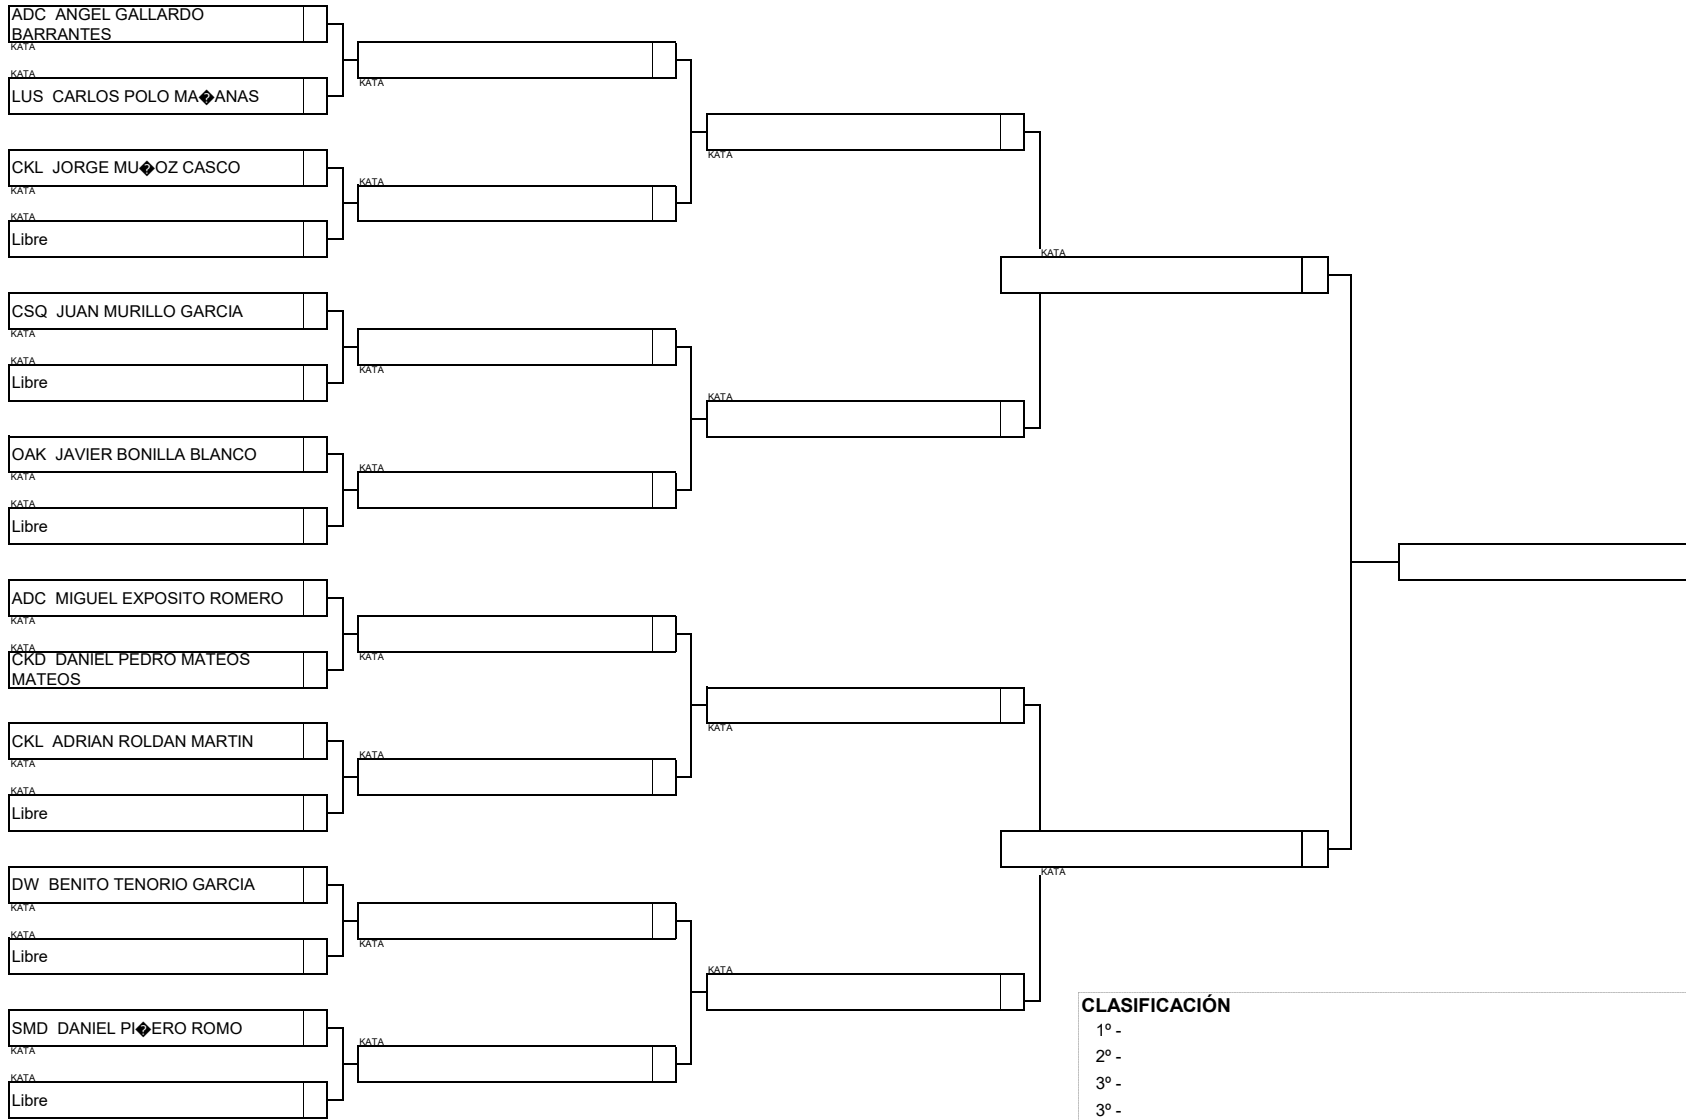 ADC ANGEL GALLARDO
BARRANTES
KATA
KATA
LUS CARLOS POLO MA�ANAS
KATA
CKL JORGE MU�OZ CASCO
KATA
KATA
Libre
KATA
KATA
CSQ JUAN MURILLO GARCIA
KATA
KATA
Libre
KATA
OAK JAVIER BONILLA BLANCO
KATA
KATA
Libre
KATA
KATA
KATA
ADC MIGUEL EXPOSITO ROMERO
KATA
KATA
CKD DANIEL PEDRO MATEOS
MATEOS
KATA
CKL ADRIAN ROLDAN MARTIN
KATA
KATA
Libre
KATA
KATA
DW BENITO TENORIO GARCIA
KATA
KATA
Libre
KATA
SMD DANIEL PI�ERO ROMO
KATA
KATA
Libre
KATA
KATA
KATA
CLASIFICACIÓN
1º -
2º -
3º -
3º -